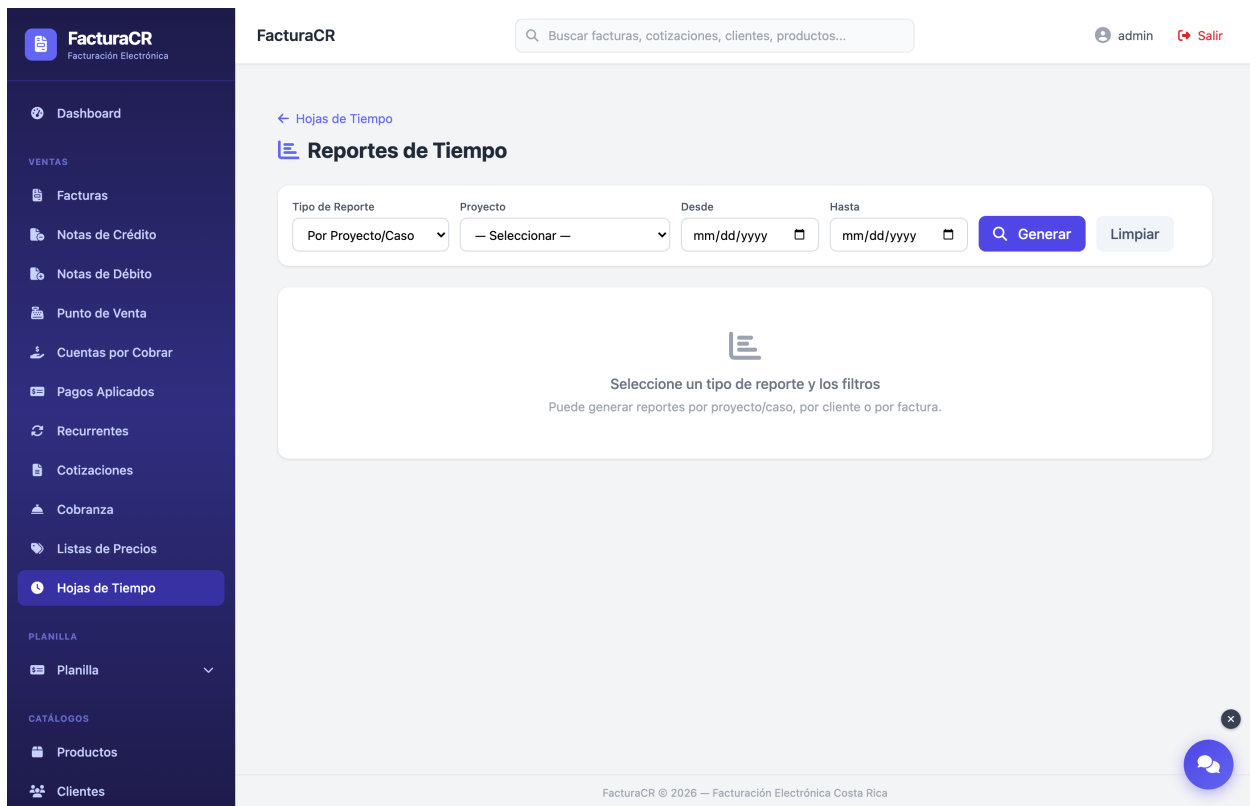 FacturaCR
Facturación Electrónica
Dashboard
VENTAS
Facturas
Notas de Crédito
Notas de Débito
Punto de Venta
Cuentas por Cobrar
Pagos Aplicados
Recurrentes
Cotizaciones
Cobranza
Listas de Precios
Hojas de Tiempo
PLANILLA
Planilla
CATÁLOGOS
Productos
Clientes
FacturaCR
Buscar facturas, cotizaciones, clientes, productos...
admin
Salir
Hojas de Tiempo
Reportes de Tiempo
Tipo de Reporte
Por Proyecto/Caso
Proyecto
— Seleccionar —
Desde
mm/dd/yyyy
Hasta
mm/dd/yyyy
Generar
Limpiar
Seleccione un tipo de reporte y los filtros
Puede generar reportes por proyecto/caso, por cliente o por factura.
FacturaCR © 2026 — Facturación Electrónica Costa Rica